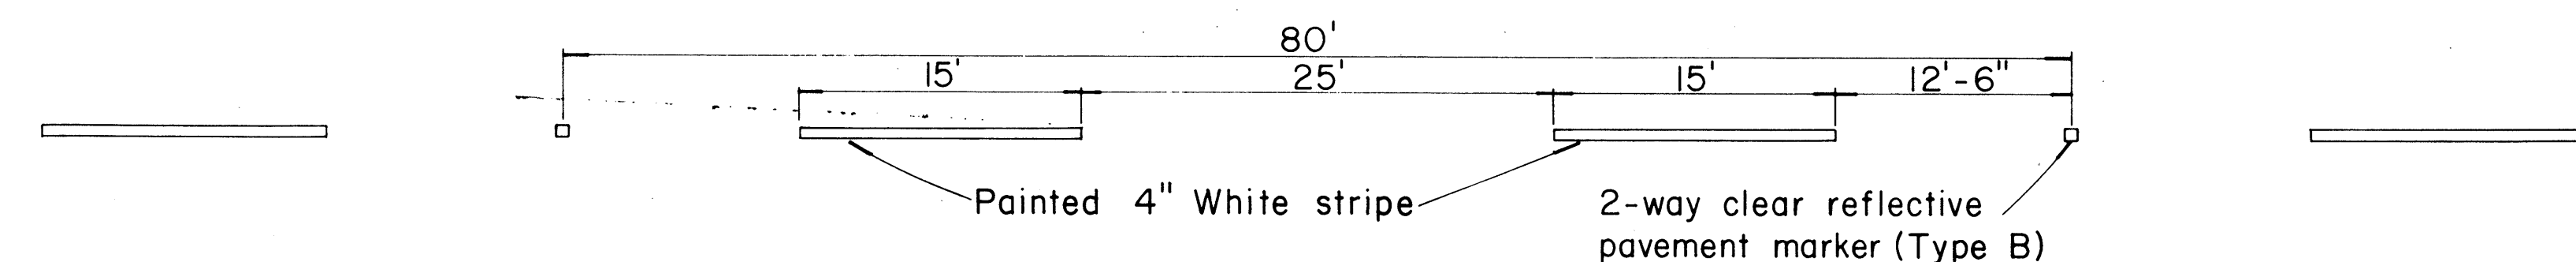 80'
15' 25' 15' 12'-6"
Painted 4" White stripe
2-way clear reflective
pavement marker (Type B)